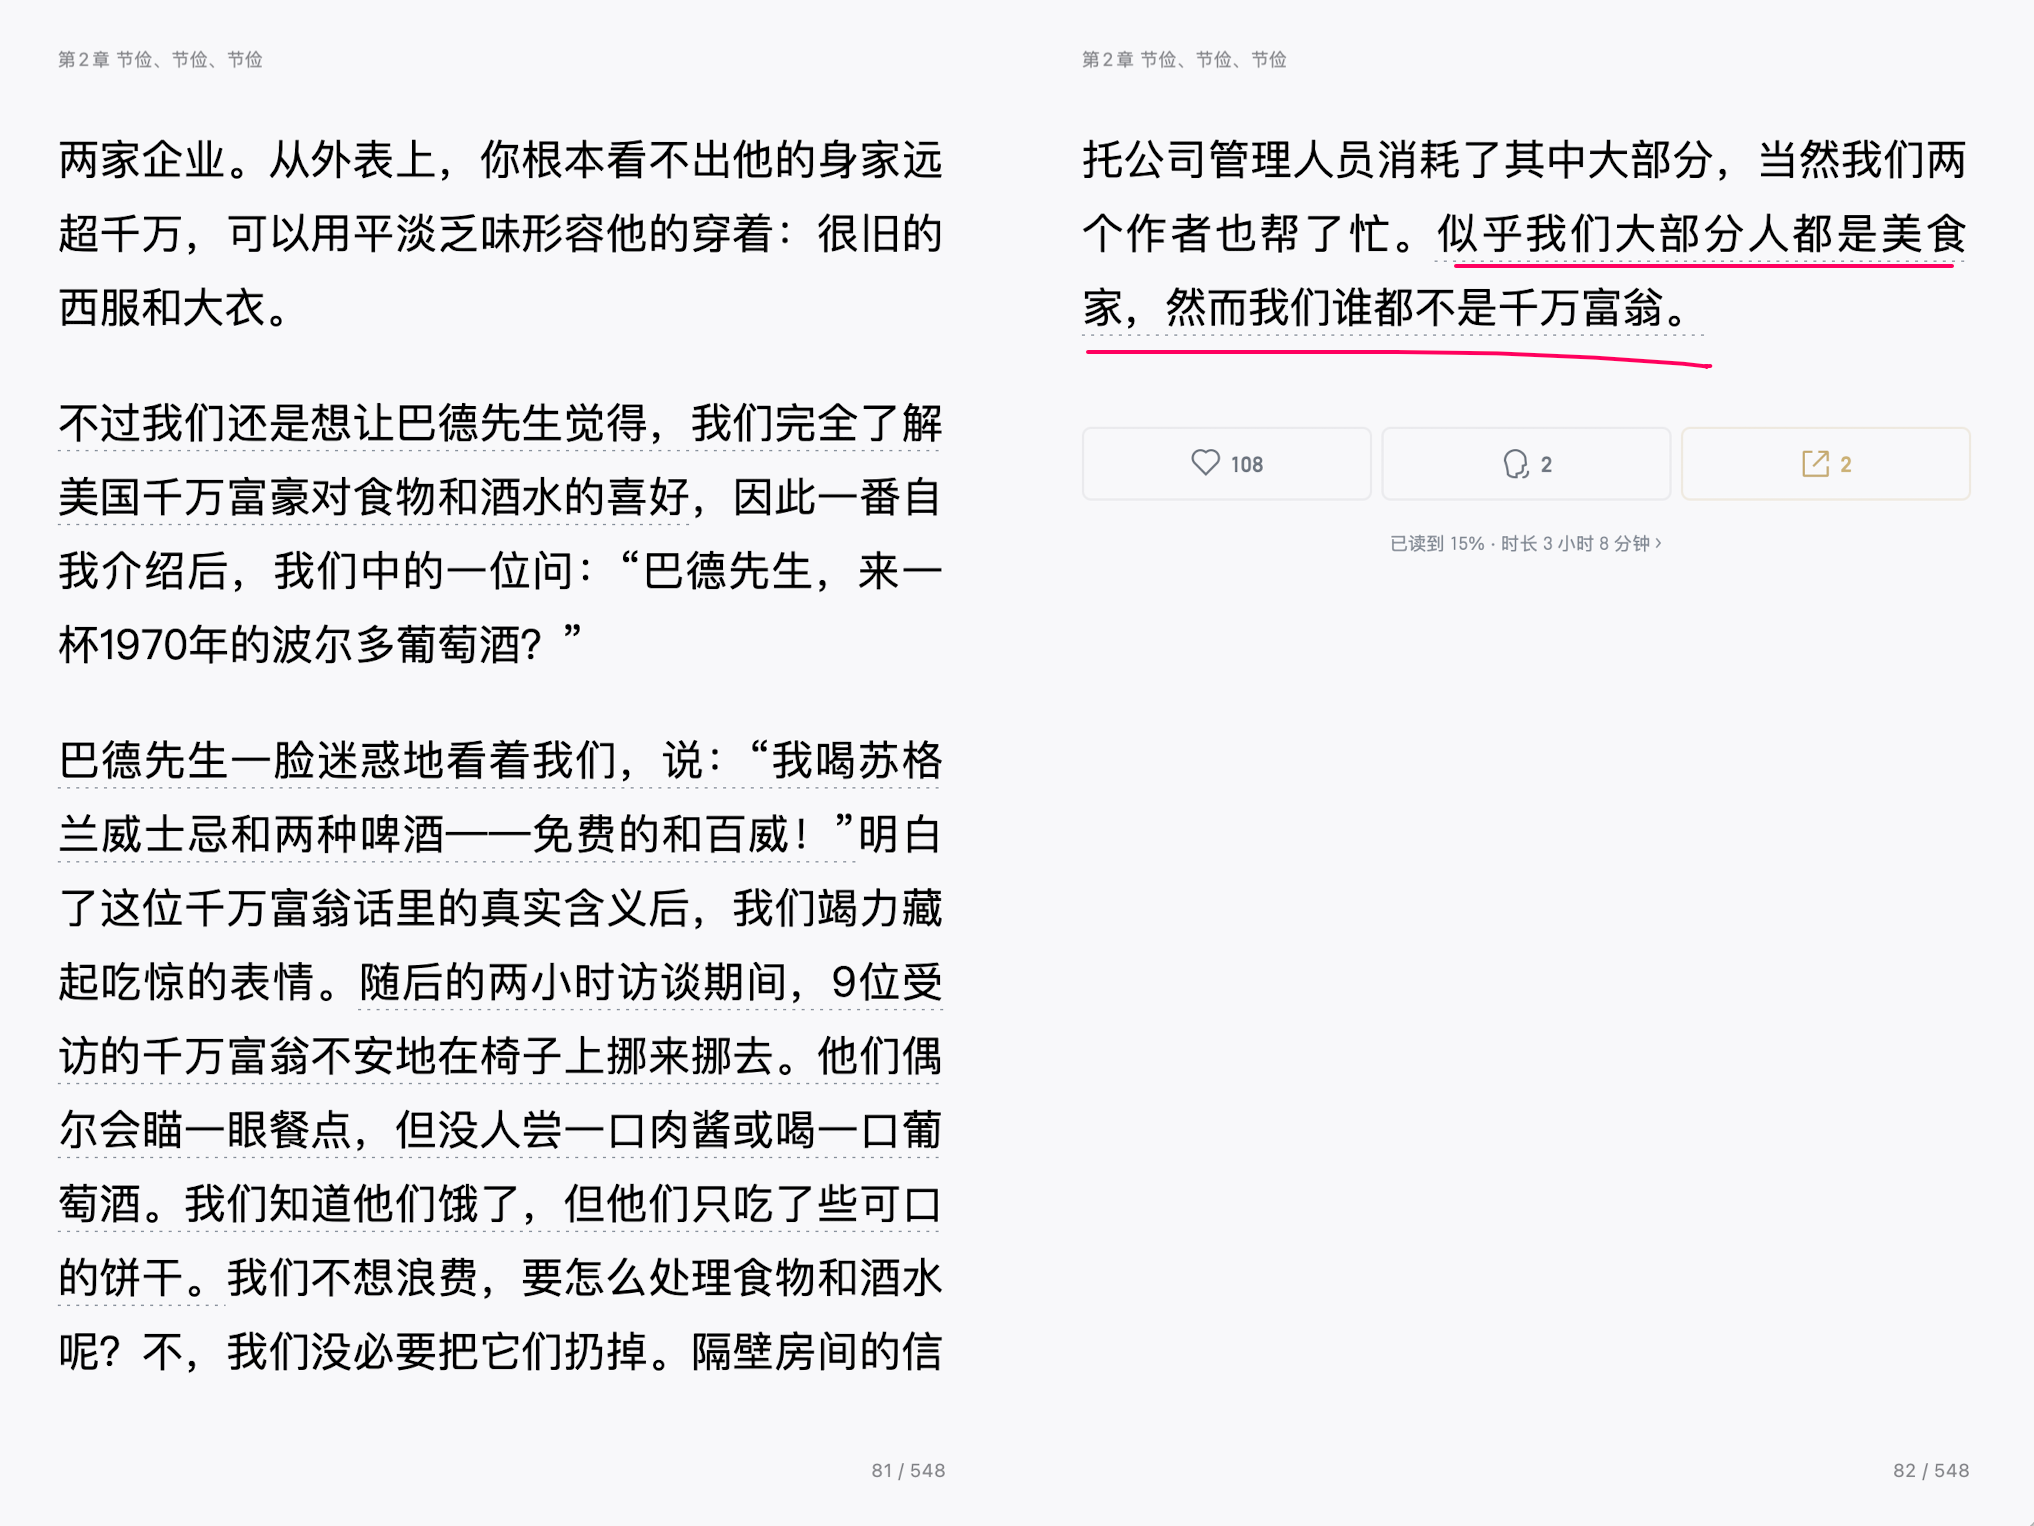 第2章 节俭、节俭、节俭
两家企业。从外表上，你根本看不出他的身家远
超千万，可以用平淡乏味形容他的穿着：很旧的
西服和大衣。
不过我们还是想让巴德先生觉得，我们完全了解
美国千万富豪对食物和酒水的喜好，因此一番自
我介绍后，我们中的一位问：“巴德先生，来一
杯1970年的波尔多葡萄酒？”
巴德先生一脸迷惑地看着我们，说：“我喝苏格
兰威士忌和两种啤酒——免费的和百威！”明白
了这位千万富翁话里的真实含义后，我们竭力藏
起吃惊的表情。随后的两小时访谈期间，9位受
访的千万富翁不安地在椅子上挪来挪去。他们偶
尔会瞄一眼餐点，但没人尝一口肉酱或喝一口葡
萄酒。我们知道他们饿了，但他们只吃了些可口
的饼干。我们不想浪费，要怎么处理食物和酒水
呢？不，我们没必要把它们扔掉。隔壁房间的信
81 / 548
第2章 节俭、节俭、节俭
托公司管理人员消耗了其中大部分，当然我们两
个作者也帮了忙。似乎我们大部分人都是美食
家，然而我们谁都不是千万富翁。
108
2
2
已读到 15% · 时长 3 小时 8 分钟 ›
82 / 548